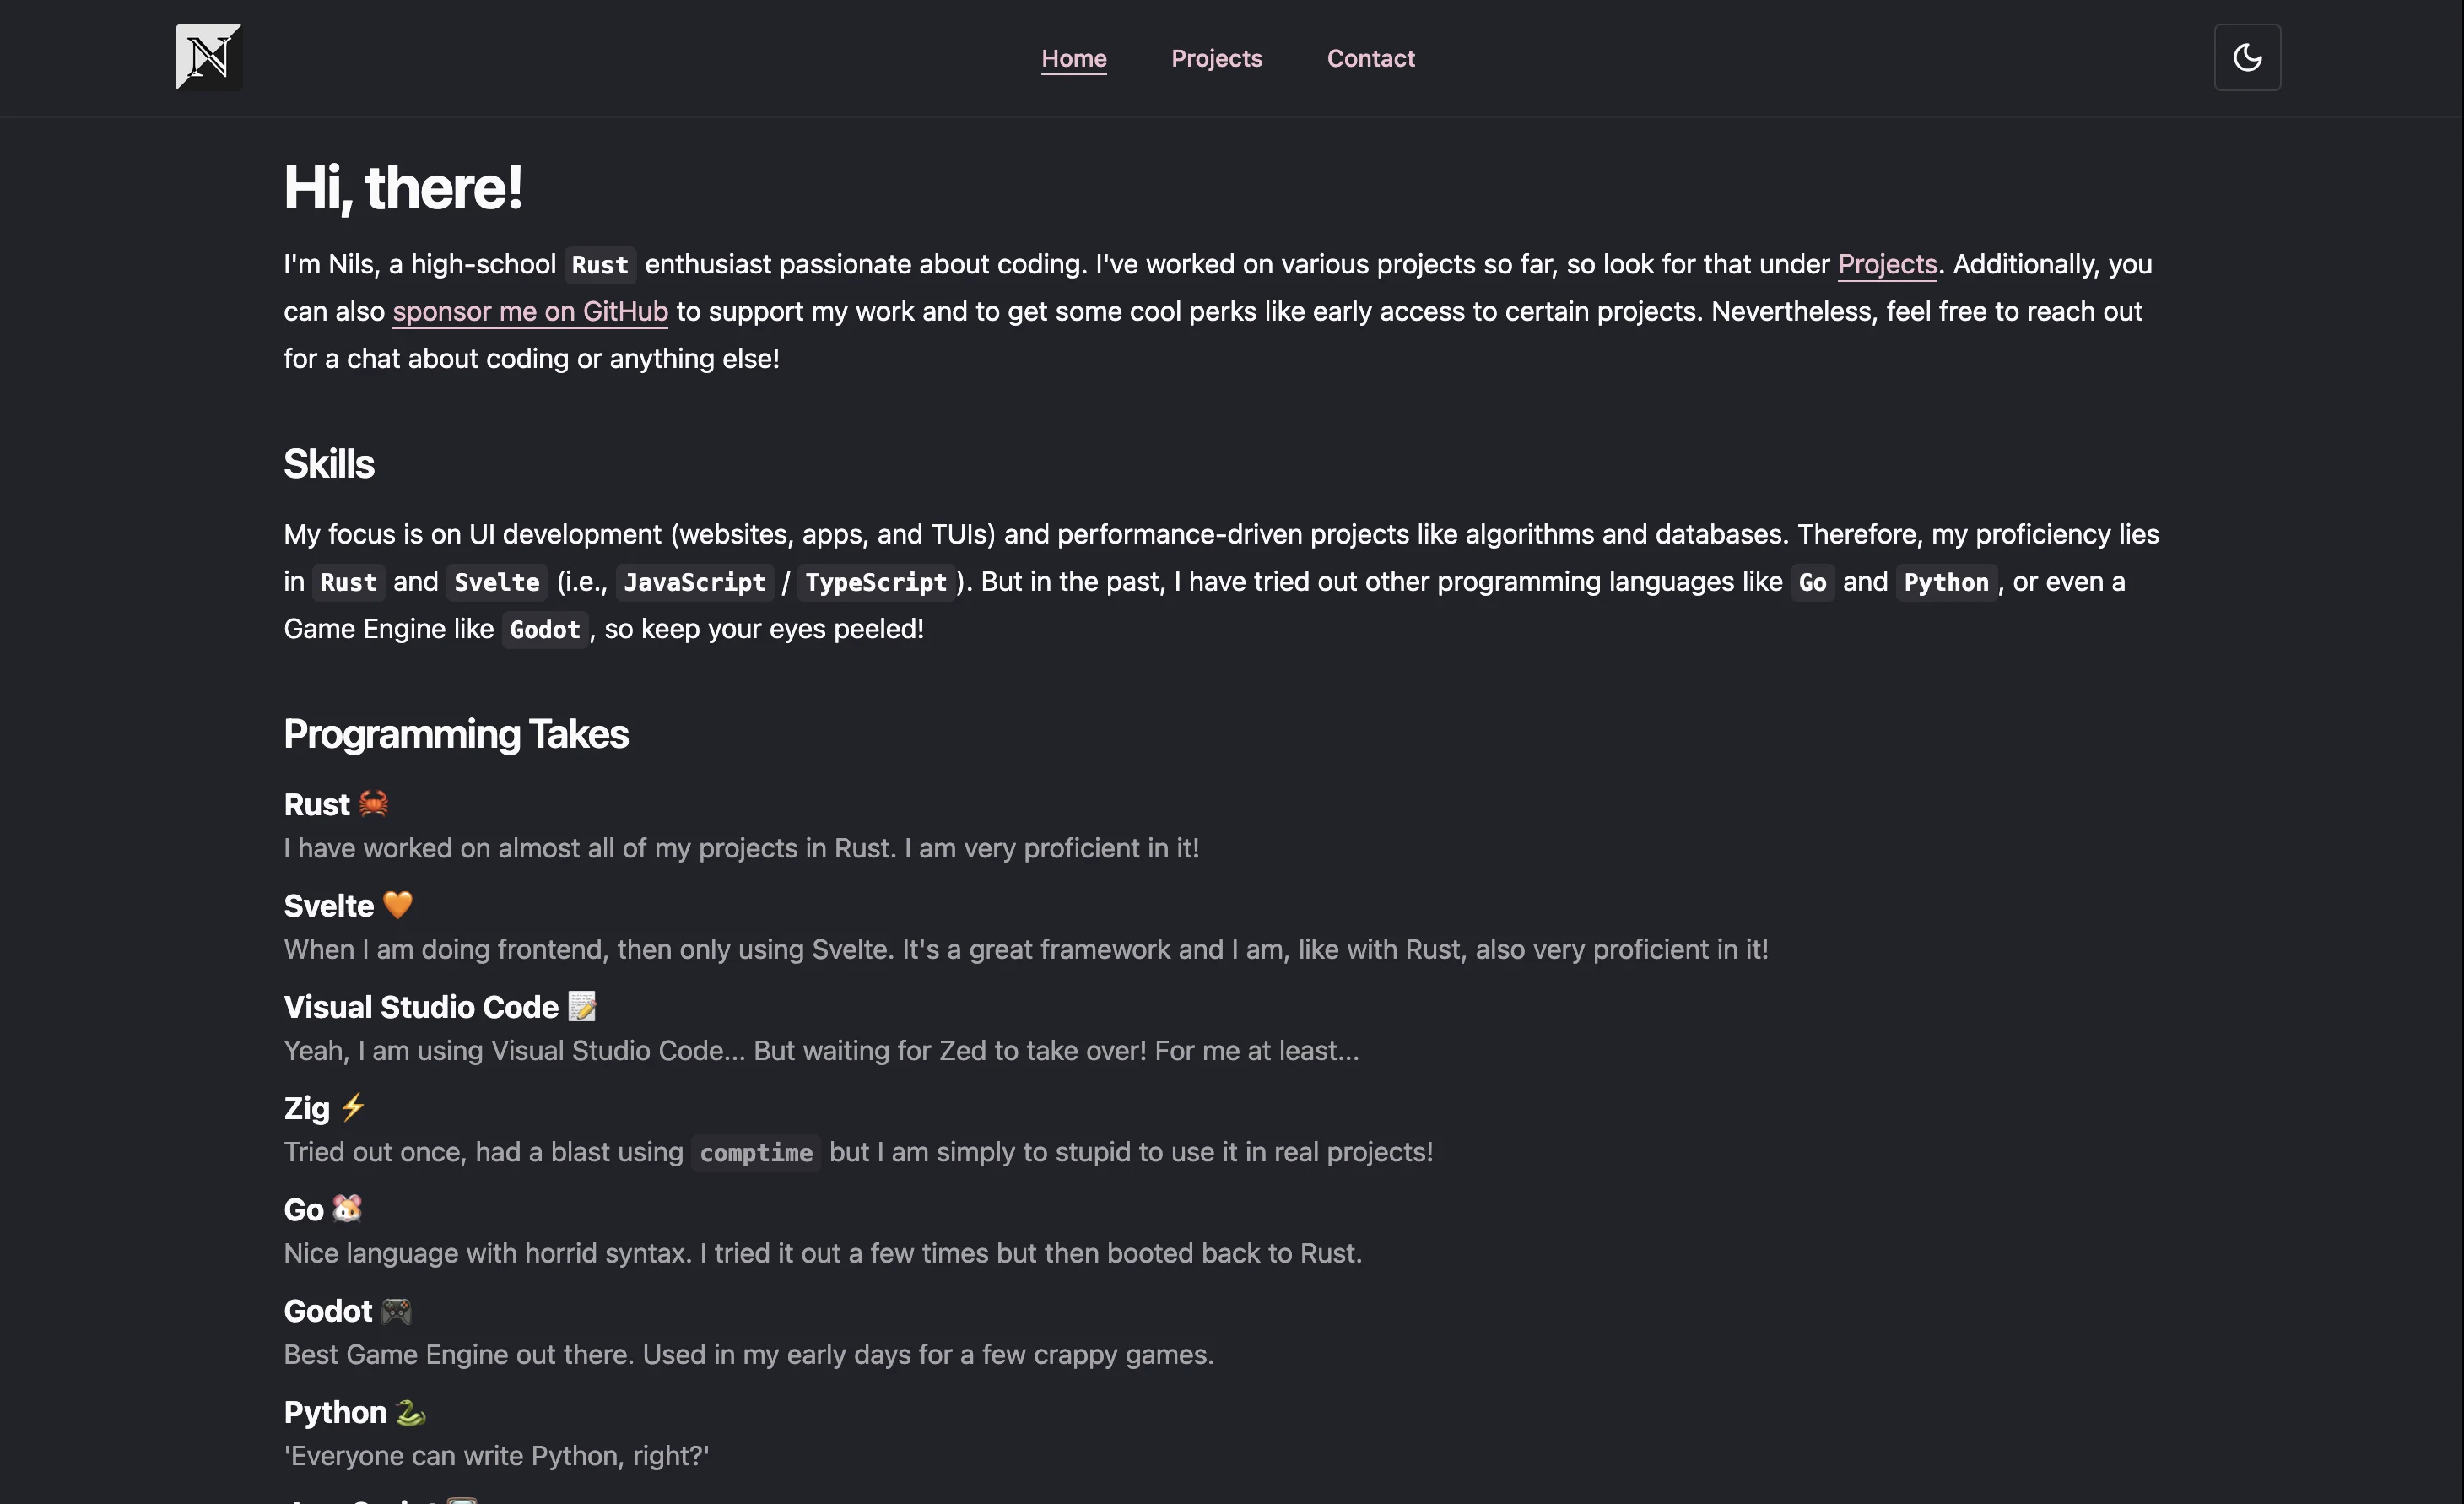 N
Home Projects Contact
Hi, there!
I'm Nils, a high-school Rust enthusiast passionate about coding. I've worked on various projects so far, so look for that under Projects. Additionally, you
can also sponsor me on GitHub to support my work and to get some cool perks like early access to certain projects. Nevertheless, feel free to reach out
for a chat about coding or anything else!
Skills
My focus is on UI development (websites, apps, and TUIs) and performance-driven projects like algorithms and databases. Therefore, my proficiency lies
in Rust and Svelte (i.e., JavaScript / TypeScript). But in the past, I have tried out other programming languages like Go and Python, or even a
Game Engine like Godot, so keep your eyes peeled!
Programming Takes
Rust 🦀
I have worked on almost all of my projects in Rust. I am very proficient in it!
Svelte 🧡
When I am doing frontend, then only using Svelte. It's a great framework and I am, like with Rust, also very proficient in it!
Visual Studio Code 📝
Yeah, I am using Visual Studio Code... But waiting for Zed to take over! For me at least...
Zig ⚡
Tried out once, had a blast using comptime but I am simply to stupid to use it in real projects!
Go 🐹
Nice language with horrid syntax. I tried it out a few times but then booted back to Rust.
Godot 🎮
Best Game Engine out there. Used in my early days for a few crappy games.
Python 🐍
'Everyone can write Python, right?'